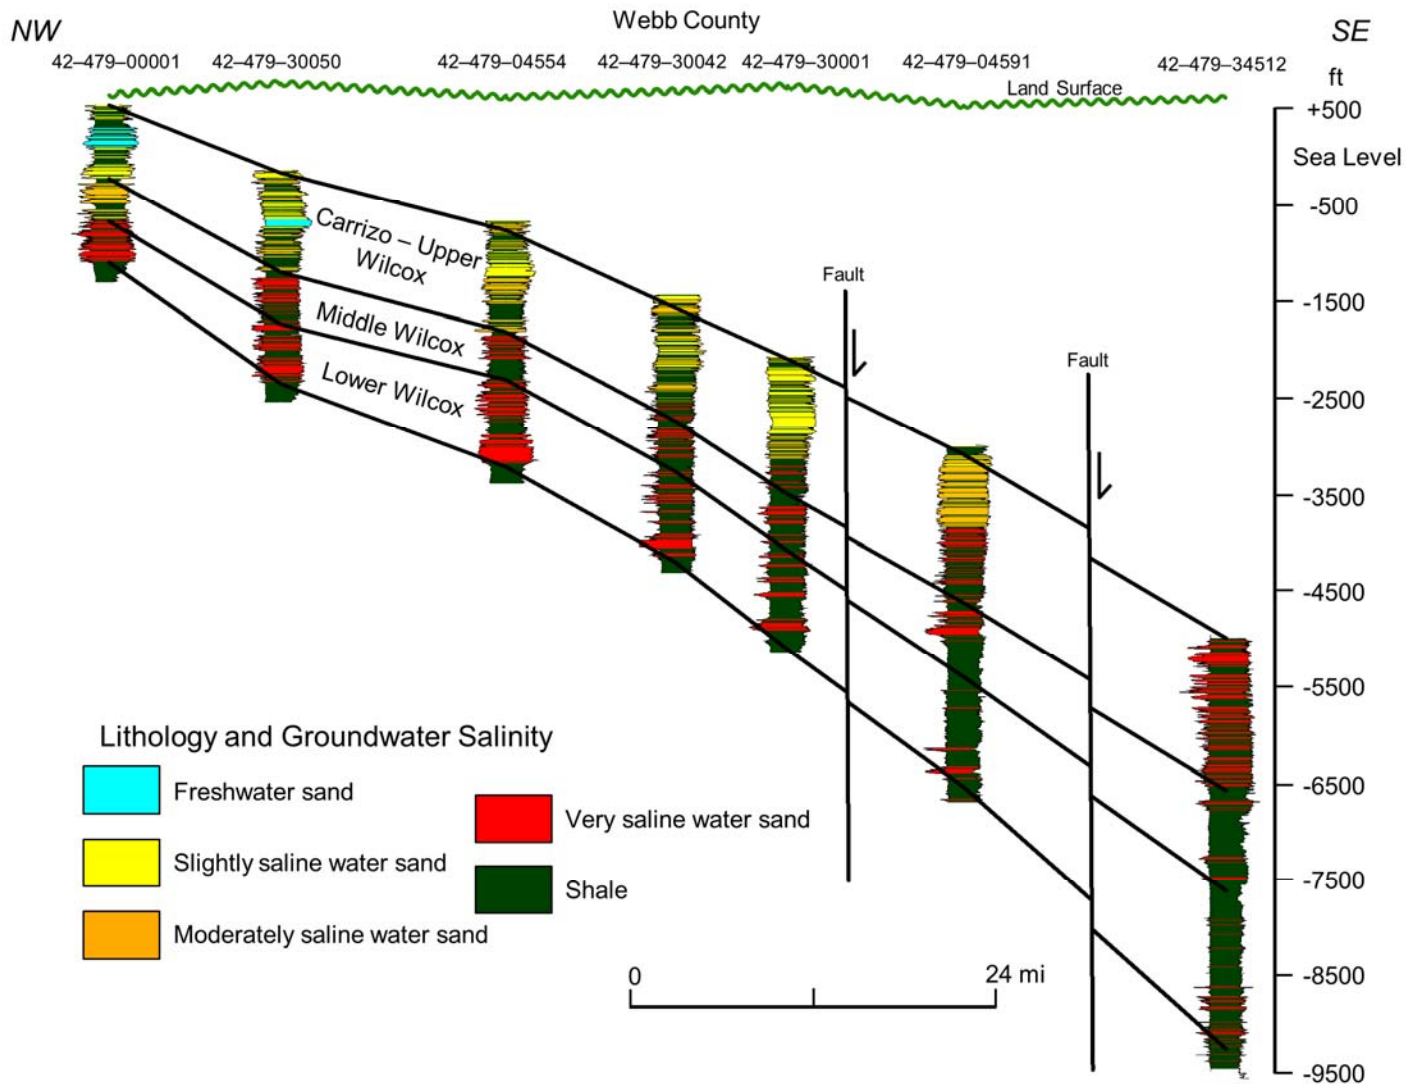 NW
Webb County
SE
42–479–00001
42–479–30050
42–479–04554
42–479–30042
42–479–30001
42–479–04591
42–479–34512
ft
Land Surface
+500
Sea Level
-500
Carrizo – Upper
Wilcox
Fault
-1500
Middle Wilcox
Fault
Lower Wilcox
-2500
-3500
-4500
-5500
Lithology and Groundwater Salinity
Freshwater sand
Very saline water sand
-6500
Slightly saline water sand
Shale
-7500
Moderately saline water sand
0
24 mi
-8500
-9500